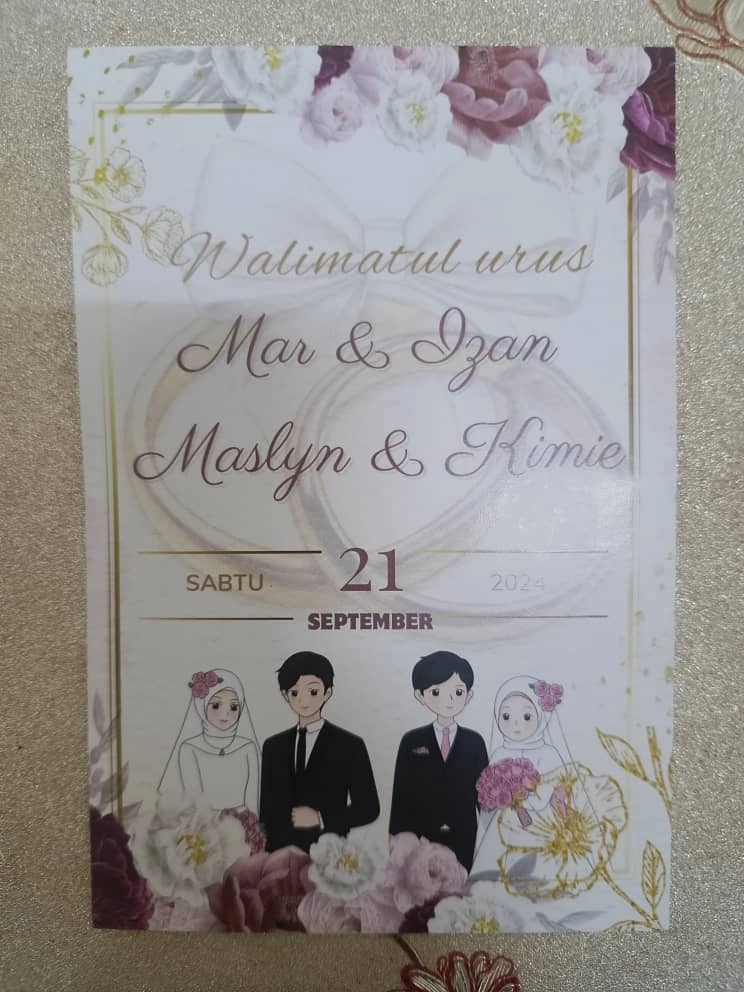 Walimatul urus
Mar & Izan
Maslyn & Kimie
SABTU 21 2024
SEPTEMBER